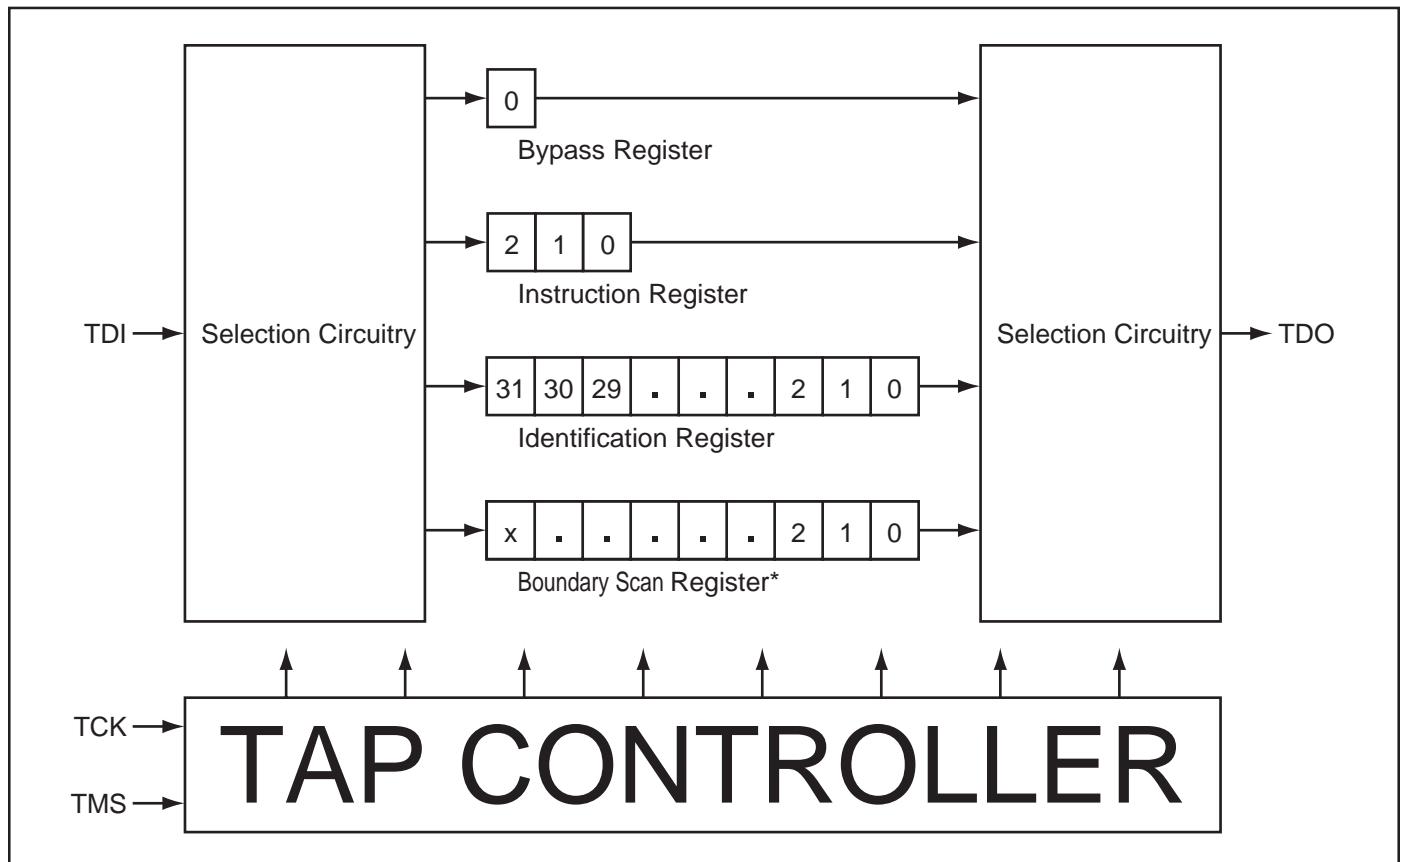 0
Bypass Register
2 1 0
Instruction Register
TDI
Selection Circuitry
Selection Circuitry
TDO
31 30 29 . . . 2 1 0
Identification Register
x . . . . . 2 1 0
Boundary Scan Register*
TCK
TMS
TAP CONTROLLER